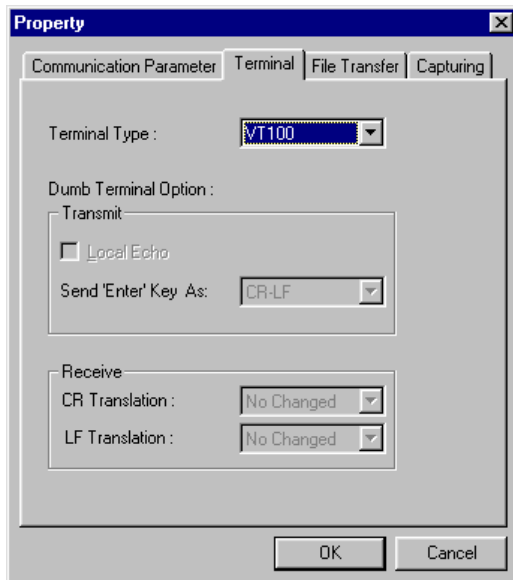 Property
Communication Parameter Terminal File Transfer Capturing
Terminal Type : VT100
Dumb Terminal Option :
Transmit
Local Echo
Send 'Enter' Key As: CR-LF
Receive
CR Translation : No Changed
LF Translation : No Changed
OK Cancel